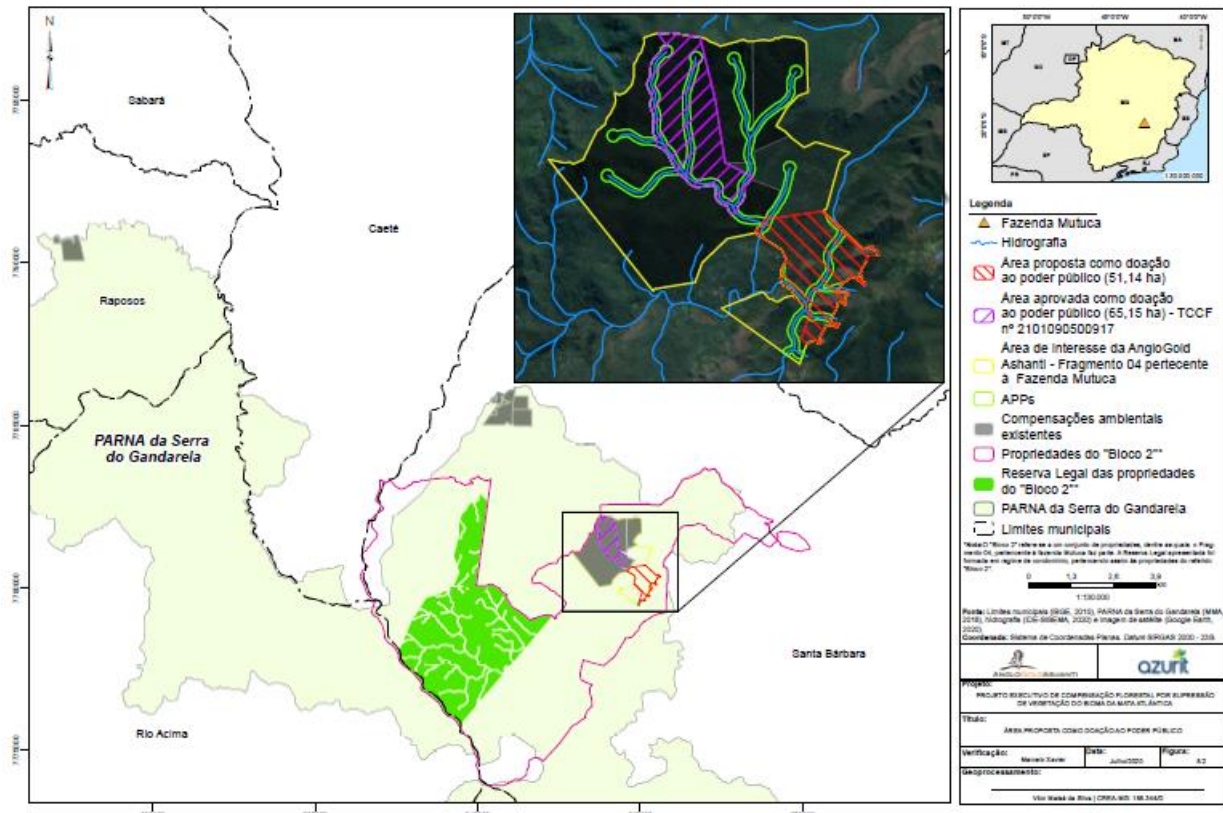 N
Sabará
Caeté
Raposos
PARNA da Serra
do Gandarela
Santa Bárbara
Rio Acima
Legenda
Fazenda Mutuca
Hidrografia
Área proposta como doação
ao poder público (51,14 ha)
Área aprovada como doação
ao poder público (65,15 ha) - TCCF
nº 2101090500917
Área de Interesse da AngloGold
Ashanti - Fragmento 04 pertecente
à Fazenda Mutuca
APPs
Compensações ambientais
existentes
Propriedades do "Bloco 2"*
Reserva Legal das propriedades
do "Bloco 2"*
PARNA da Serra do Gandarela
Limites municipais
0 1,3 2,6 3,9
1:130.000
Fonte: Limites municipais (IBGE, 2015), PARNA da Serra do Gandarela (MMA,
2018), hidrografia (IDE-SISEMA, 2020) e imagem de satélite (Google Earth,
2020).
Coordenada: Sistema de Coordenadas Planas. Datum SIRGAS 2000 - 23S.
ANGLOGOLDASHANTI
azurit
Projeto:
PROJETO EXECUTIVO DE COMPENSAÇÃO FLORESTAL POR SUPRESSÃO
DE VEGETAÇÃO DO BIOMA DA MATA ATLÂNTICA
Título:
ÁREA PROPOSTA COMO DOAÇÃO AO PODER PÚBLICO
Verificação:
Marcelo Xavier
Data:
Julho/2020
Figura:
Geoprocessamento: